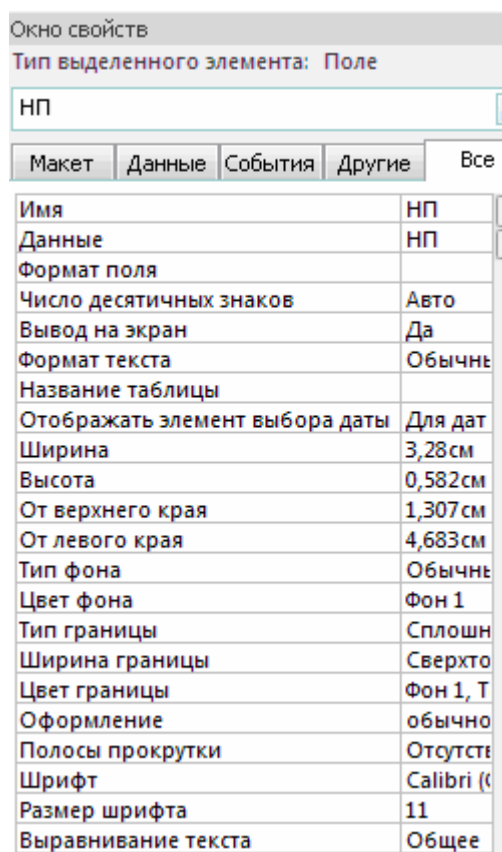 Окно свойств
Тип выделенного элемента: Поле
НП
Макет Данные События Другие Все
Имя НП
Данные НП
Формат поля
Число десятичных знаков Авто
Вывод на экран Да
Формат текста Обычнь
Название таблицы
Отображать элемент выбора даты Для дат
Ширина 3,28см
Высота 0,582см
От верхнего края 1,307см
От левого края 4,683см
Тип фона Обычнь
Цвет фона Фон 1
Тип границы Сплошн
Ширина границы Сверхто
Цвет границы Фон 1, Т
Оформление обычно
Полосы прокрутки Отсутств
Шрифт Calibri (
Размер шрифта 11
Выравнивание текста Общее